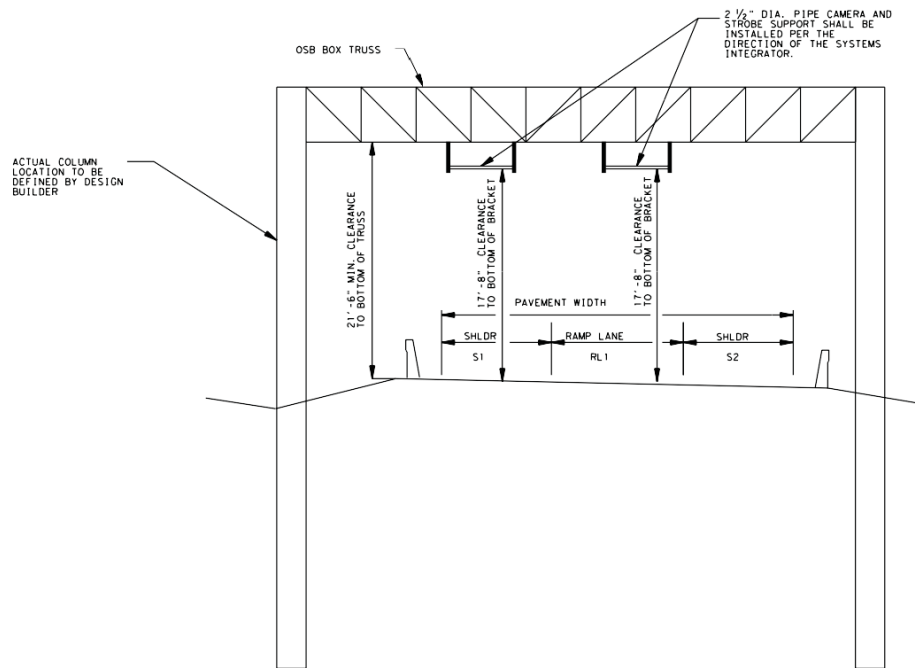 2 ½" DIA. PIPE CAMERA AND
STROBE SUPPORT SHALL BE
INSTALLED PER THE
DIRECTION OF THE SYSTEMS
INTEGRATOR.
OSB BOX TRUSS
ACTUAL COLUMN
LOCATION TO BE
DEFINED BY DESIGN
BUILDER
21'-6" MIN. CLEARANCE
TO BOTTOM OF TRUSS
17'-8" CLEARANCE
TO BOTTOM OF BRACKET
17'-8" CLEARANCE
TO BOTTOM OF BRACKET
PAVEMENT WIDTH
SHLDR
RAMP LANE
SHLDR
S1
RL1
S2